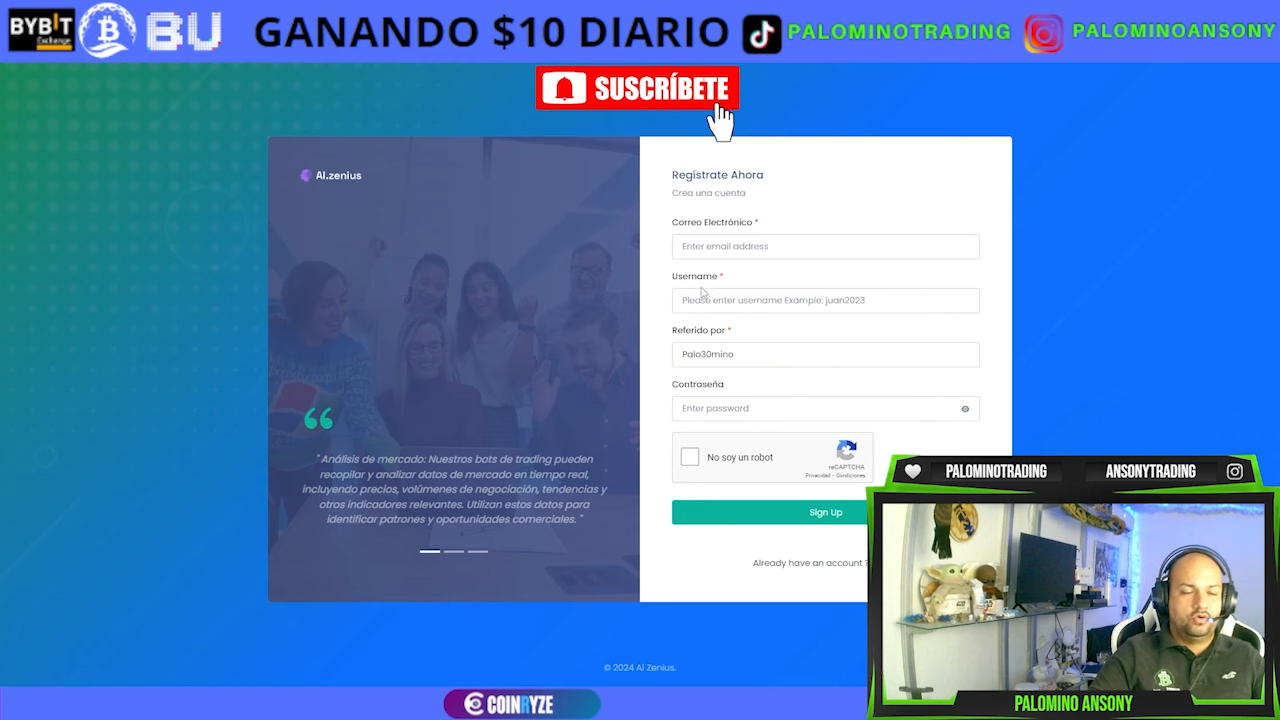 BYBIT
Exchange
BU
GANANDO $10 DIARIO
PALOMINOTRADING
PALOMINOANSONY
SUSCRÍBETE
AI.zenius
" Análisis de mercado: Nuestros bots de trading pueden
recopilar y analizar datos de mercado en tiempo real,
incluyendo precios, volúmenes de negociación, tendencias y
otros indicadores relevantes. Utilizan estos datos para
identificar patrones y oportunidades comerciales. "
Regístrate Ahora
Crea una cuenta
Correo Electrónico *
Enter email address
Username *
Please enter username Example: juan2023
Referido por *
Palo30mino
Contraseña
Enter password
No soy un robot
reCAPTCHA
Privacidad - Condiciones
Sign Up
Already have an account ?
© 2024 Ai Zenius.
COINRYZE
PALOMINOTRADING
ANSONYTRADING
PALOMINO ANSONY